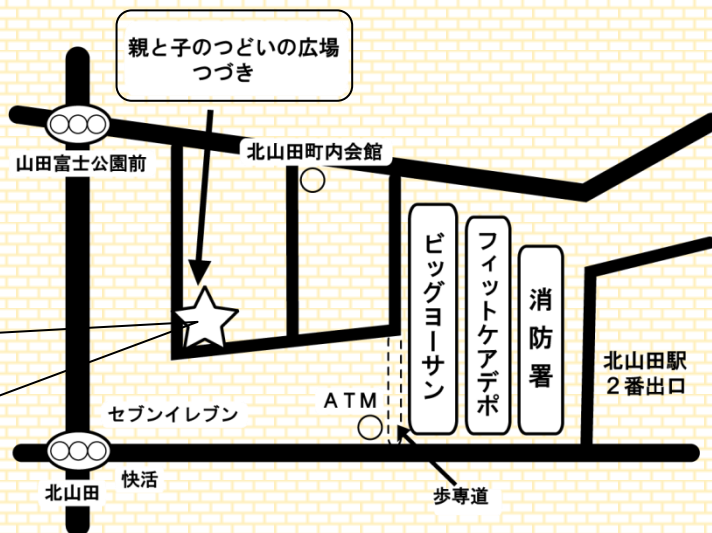 親と子のつどいの広場
つづき
北山田町内会館
山田富士公園前
ビッグヨーサン
フィットケアデポ
消防署
北山田駅
２番出口
ATM
セブンイレブン
快活
北山田
歩専道